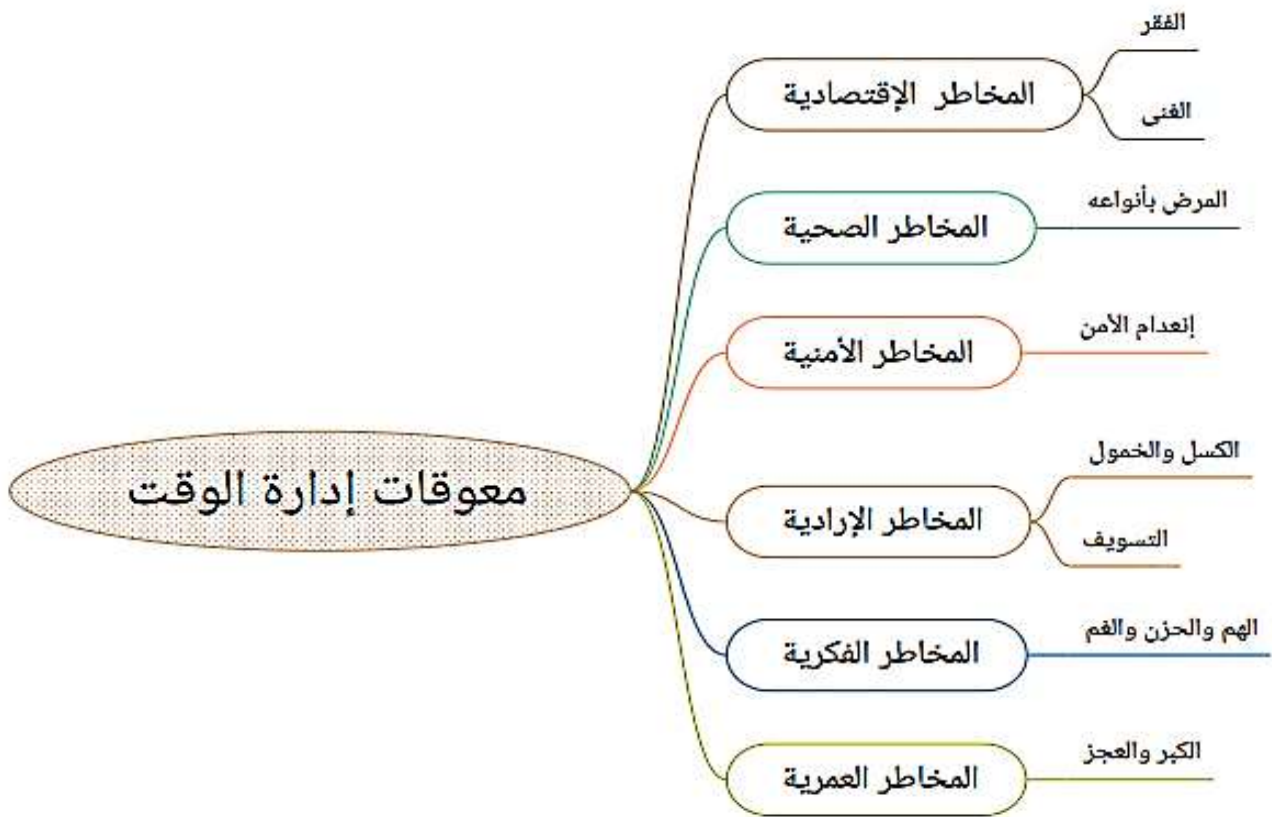 معوقات إدارة الوقت
المخاطر الإقتصادية
الفقر
الغنى
المخاطر الصحية
المرض بأنواعه
المخاطر الأمنية
إنعدام الأمن
المخاطر الإرادية
الكسل والخمول
التسويف
المخاطر الفكرية
الهم والحزن والغم
المخاطر العمرية
الكبر والعجز